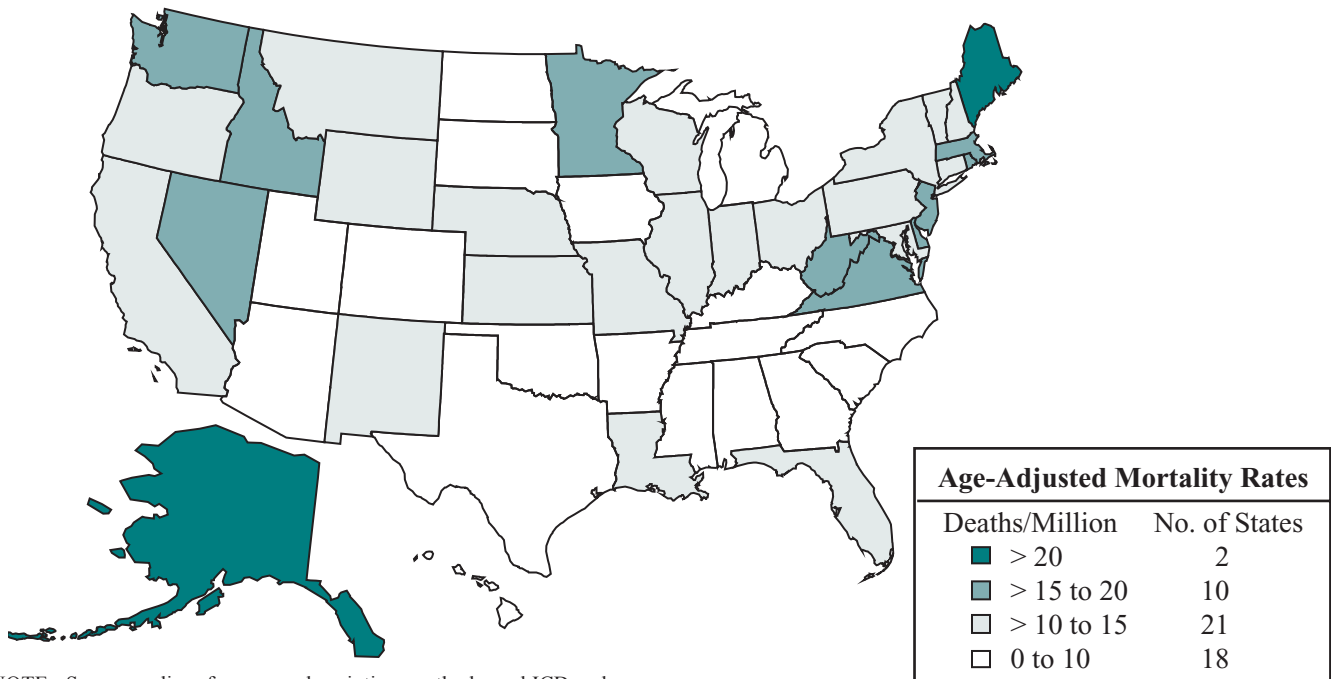 Age-Adjusted Mortality Rates
Deaths/Million No. of States
> 20 2
> 15 to 20 10
> 10 to 15 21
0 to 10 18